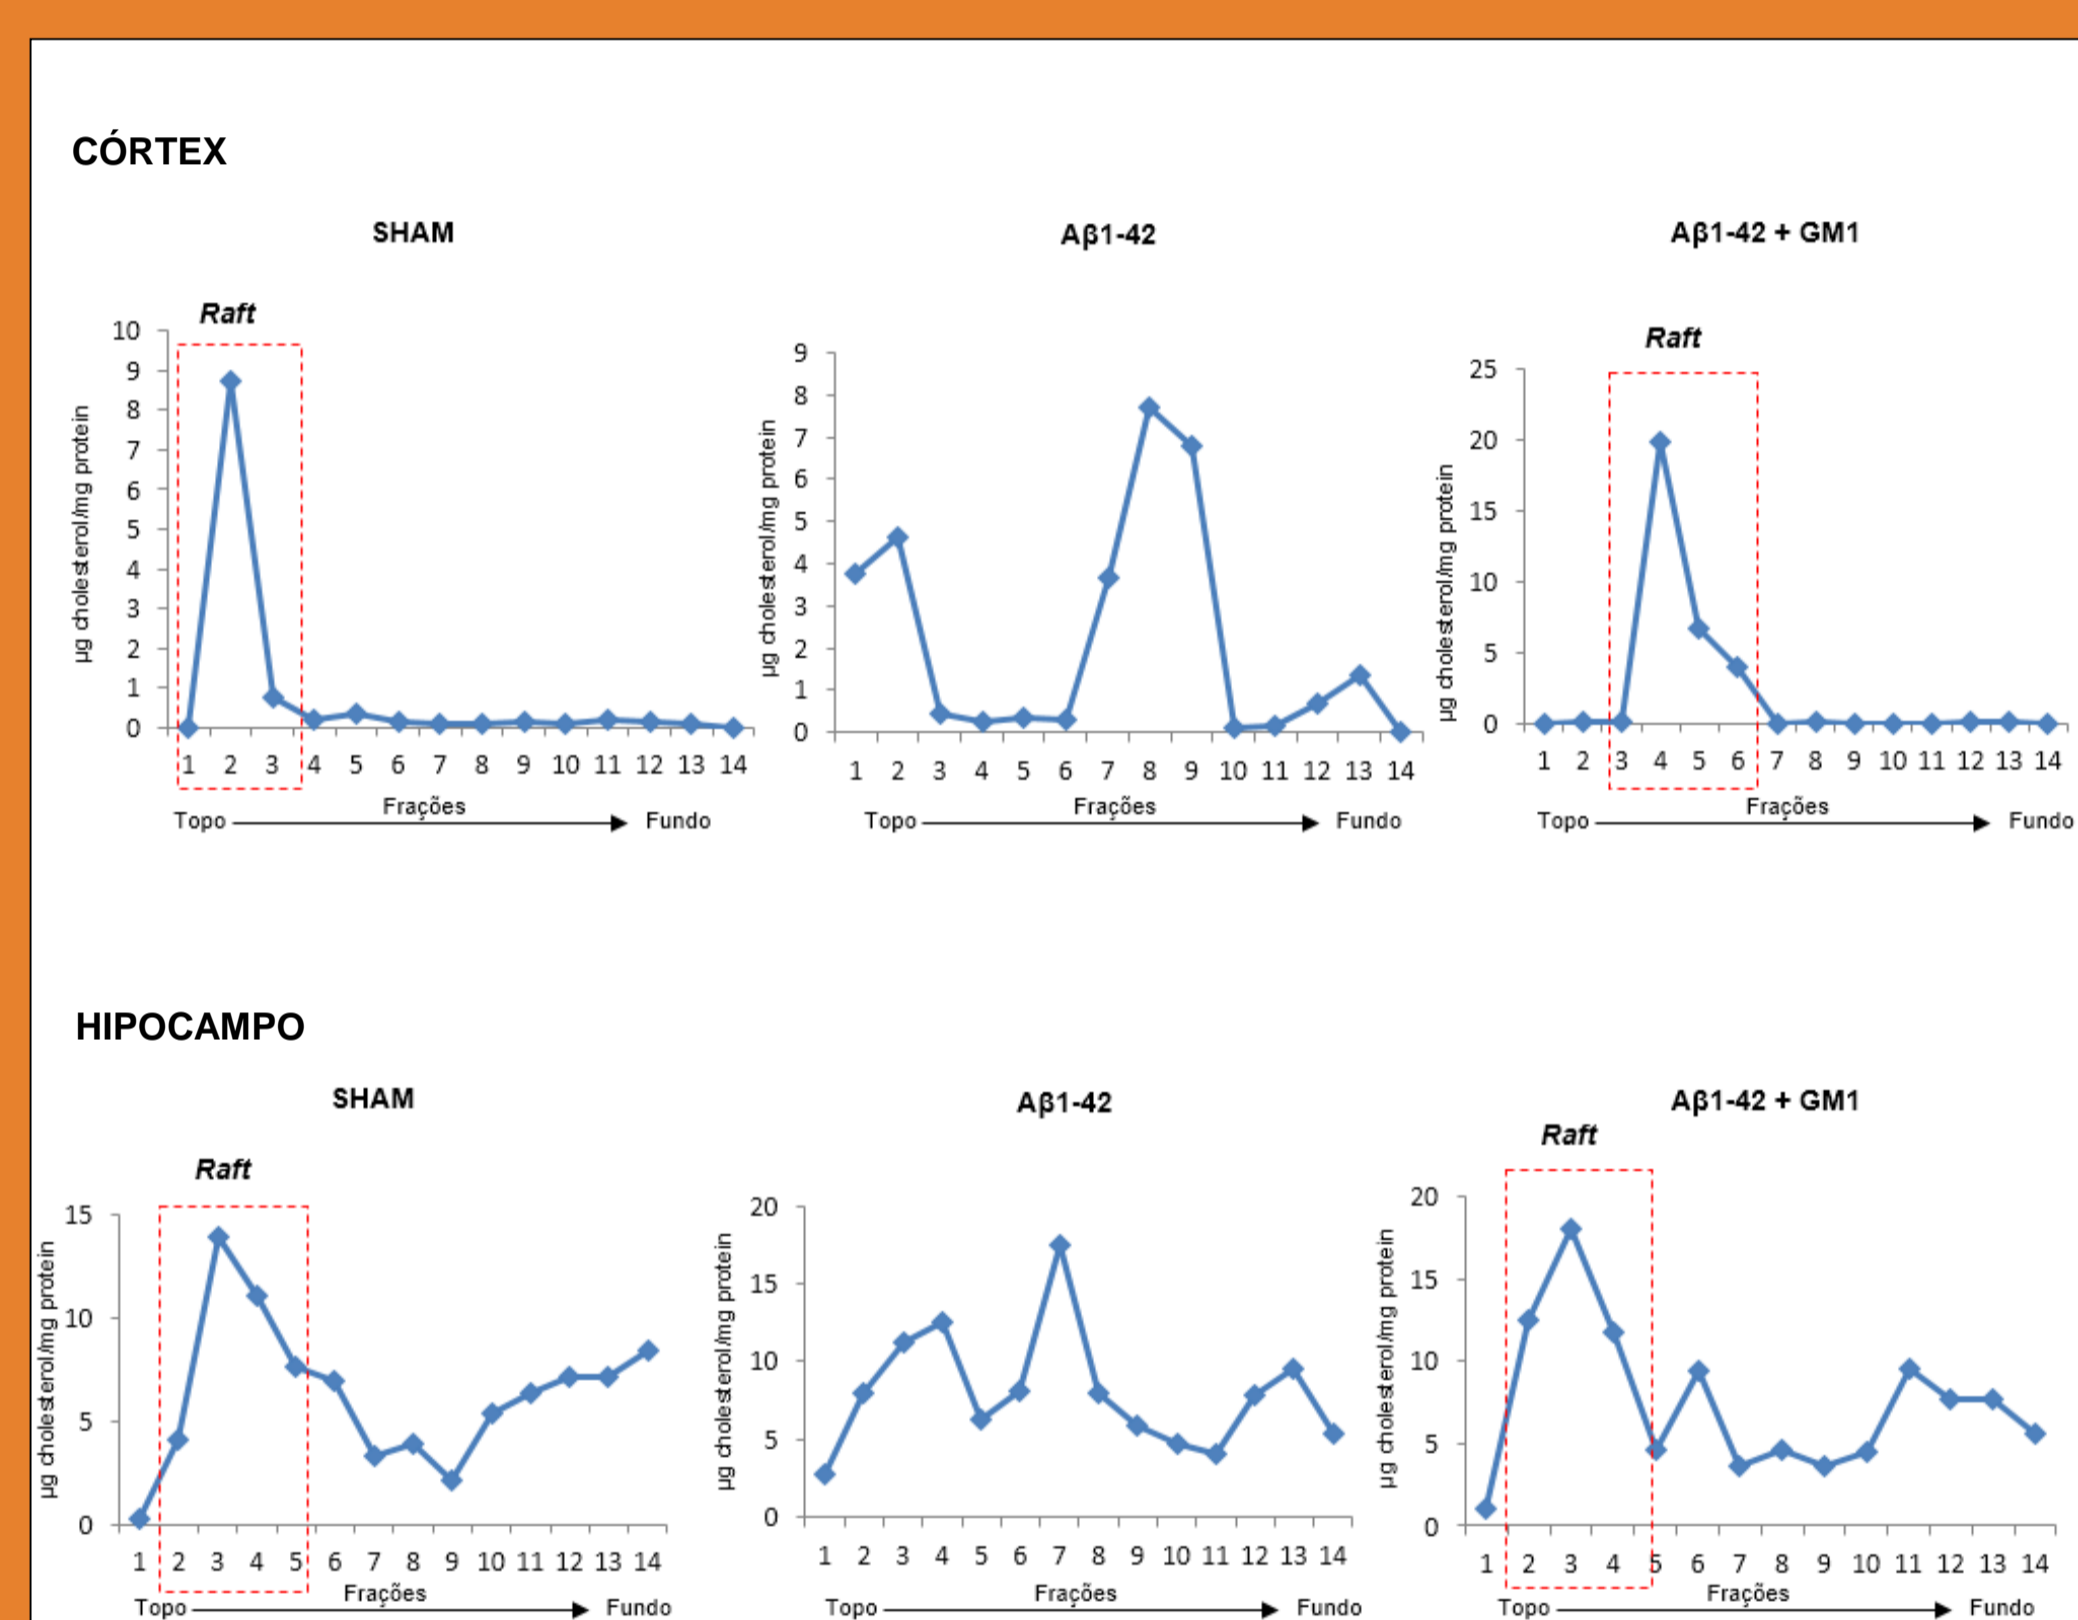 CÓRTEX
SHAM
Aβ1-42
Aβ1-42 + GM1
Raft
µg cholesterol/mg protein
10
9
8
7
6
5
4
3
2
1
0
1 2 3 4 5 6 7 8 9 10 11 12 13 14
Frações
Topo Fundo
µg cholesterol/mg protein
9
8
7
6
5
4
3
2
1
0
1 2 3 4 5 6 7 8 9 10 11 12 13 14
Frações
Topo Fundo
Raft
µg cholesterol/mg protein
25
20
15
10
5
0
1 2 3 4 5 6 7 8 9 10 11 12 13 14
Frações
Topo Fundo
HIPOCAMPO
SHAM
Aβ1-42
Aβ1-42 + GM1
Raft
µg cholesterol/mg protein
15
10
5
0
1 2 3 4 5 6 7 8 9 10 11 12 13 14
Frações
Topo Fundo
µg cholesterol/mg protein
20
15
10
5
0
1 2 3 4 5 6 7 8 9 10 11 12 13 14
Frações
Topo Fundo
Raft
µg cholesterol/mg protein
20
15
10
5
0
1 2 3 4 5 6 7 8 9 10 11 12 13 14
Frações
Topo Fundo